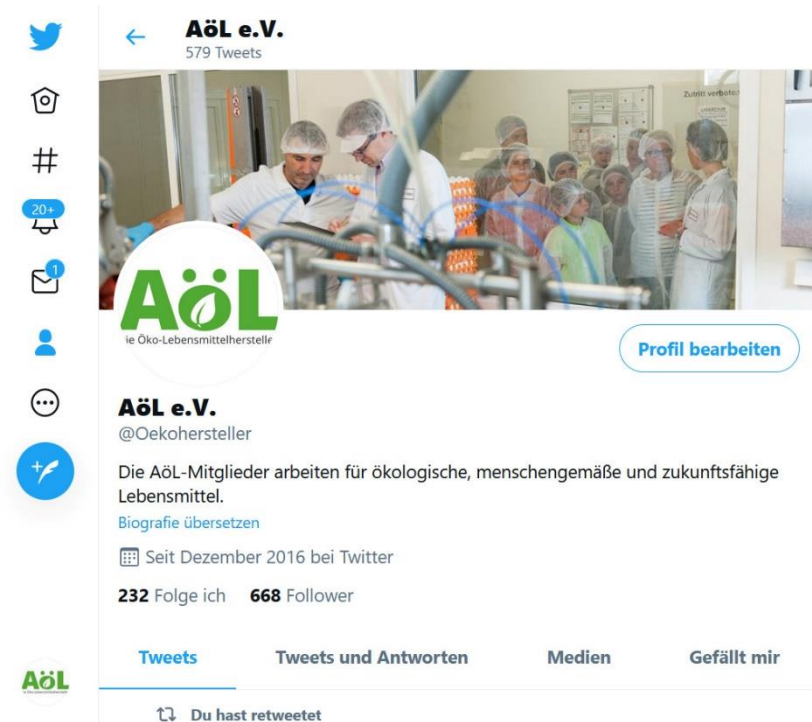 AöL e.V.
579 Tweets
Zutritt verboten
20+
1
AöL
ie Öko-Lebensmittelherstelle
Profil bearbeiten
AöL e.V.
@Oekohersteller
Die AöL-Mitglieder arbeiten für ökologische, menschengemäße und zukunftsfähige
Lebensmittel.
Biografie übersetzen
Seit Dezember 2016 bei Twitter
232 Folge ich 668 Follower
Tweets Tweets und Antworten Medien Gefällt mir
AöL
Du hast retweetet